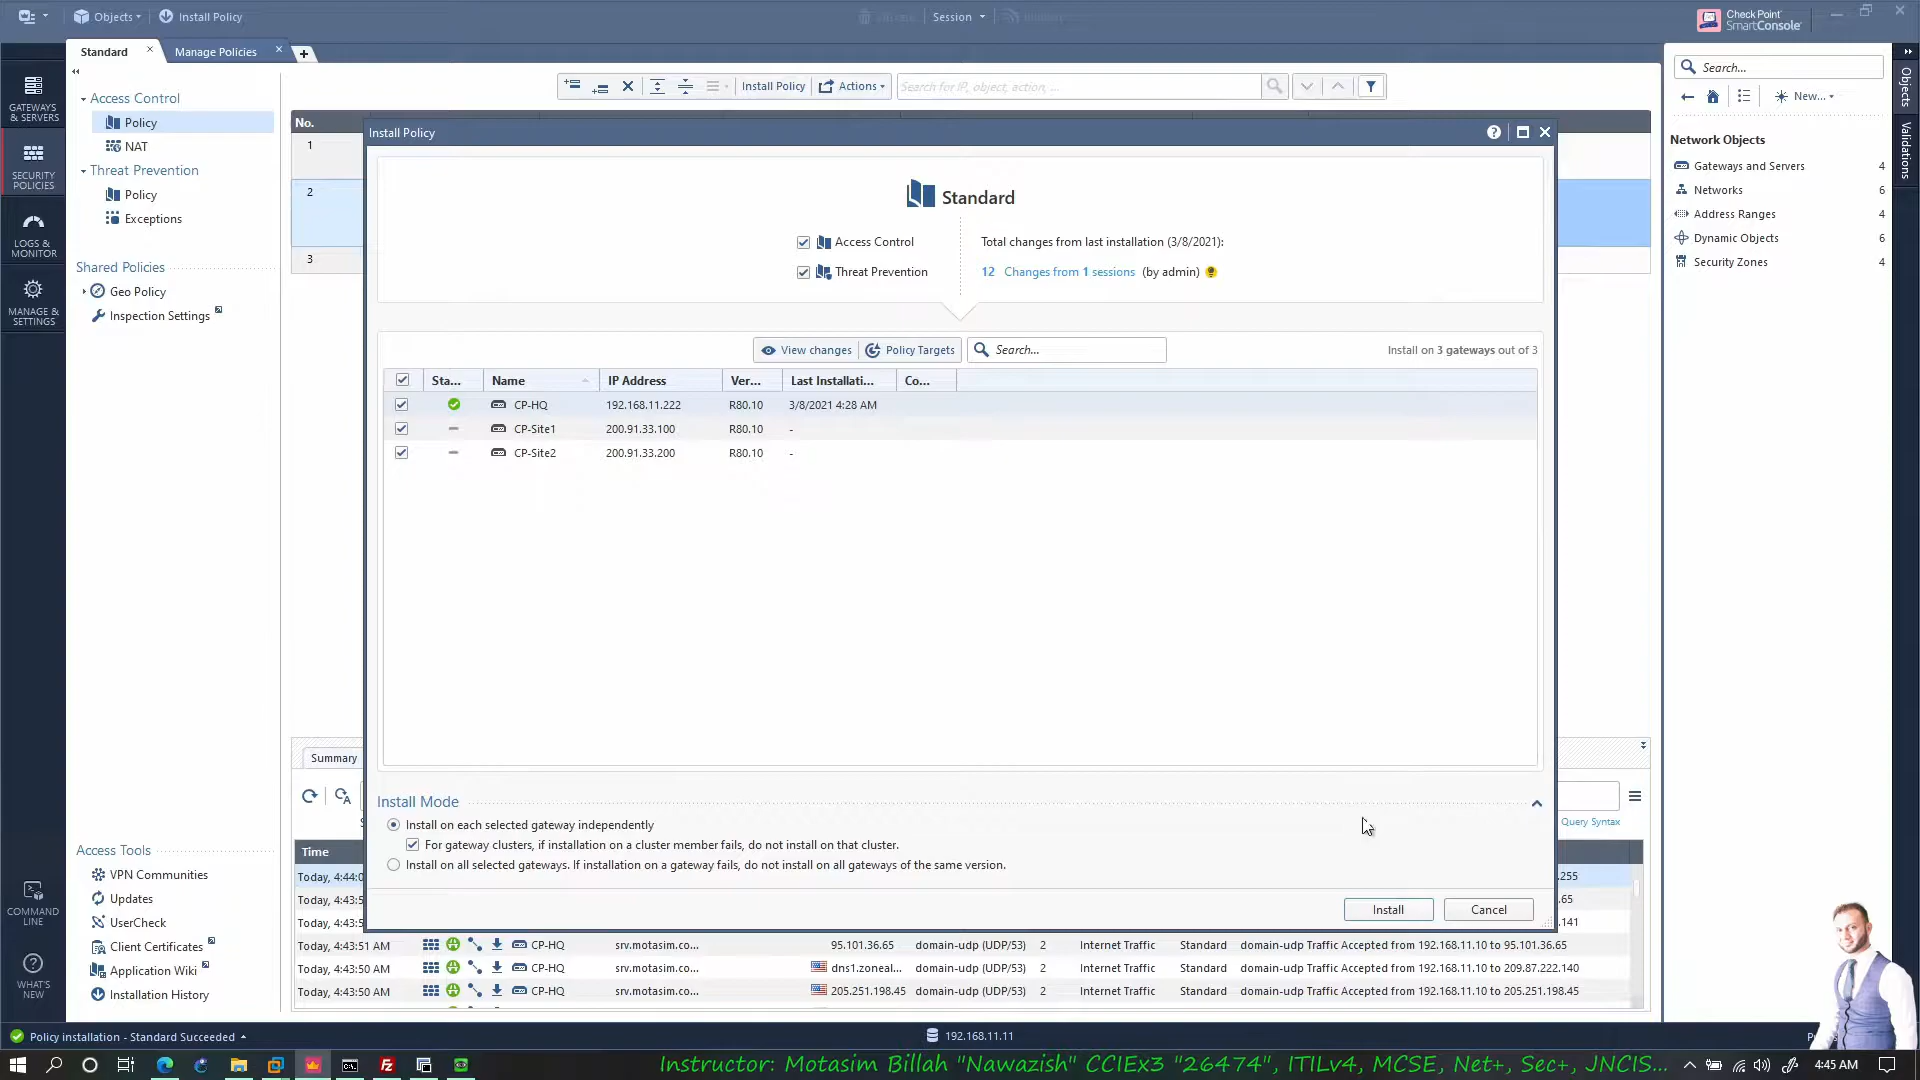 Objects
Install Policy
Session
Check Point
SmartConsole
Standard
Manage Policies
Access Control
Policy
NAT
Threat Prevention
Policy
Exceptions
Shared Policies
Geo Policy
Inspection Settings
GATEWAYS
& SERVERS
SECURITY
POLICIES
LOGS &
MONITOR
MANAGE &
SETTINGS
COMMAND
LINE
WHAT'S
NEW
Install Policy
Actions
Search for IP, object, action, ...
No.
1
2
3
Install Policy
Standard
Access Control
Threat Prevention
Total changes from last installation (3/8/2021):
12 Changes from 1 sessions (by admin)
View changes
Policy Targets
Search...
Install on 3 gateways out of 3
Sta... Name IP Address Ver... Last Installati... Co...
CP-HQ 192.168.11.222 R80.10 3/8/2021 4:28 AM
CP-Site1 200.91.33.100 R80.10 -
CP-Site2 200.91.33.200 R80.10 -
Install Mode
Install on each selected gateway independently
For gateway clusters, if installation on a cluster member fails, do not install on that cluster.
Install on all selected gateways. If installation on a gateway fails, do not install on all gateways of the same version.
Install
Cancel
Search...
New...
Network Objects
Gateways and Servers 4
Networks 6
Address Ranges 4
Dynamic Objects 6
Security Zones 4
Objects
Validations
Summary
Query Syntax
Time
Today, 4:44:0 .255
Today, 4:43:5 .65
Today, 4:43:5 .141
Today, 4:43:51 AM CP-HQ srv.motasim.co... 95.101.36.65 domain-udp (UDP/53) 2 Internet Traffic Standard domain-udp Traffic Accepted from 192.168.11.10 to 95.101.36.65
Today, 4:43:50 AM CP-HQ srv.motasim.co... dns1.zoneal... domain-udp (UDP/53) 2 Internet Traffic Standard domain-udp Traffic Accepted from 192.168.11.10 to 209.87.222.140
Today, 4:43:50 AM CP-HQ srv.motasim.co... 205.251.198.45 domain-udp (UDP/53) 2 Internet Traffic Standard domain-udp Traffic Accepted from 192.168.11.10 to 205.251.198.45
Access Tools
VPN Communities
Updates
UserCheck
Client Certificates
Application Wiki
Installation History
Policy installation - Standard Succeeded
192.168.11.11
Instructor: Motasim Billah "Nawazish" CCIEx3 "26474", ITILv4, MCSE, Net+, Sec+, JNCIS...
4:45 AM